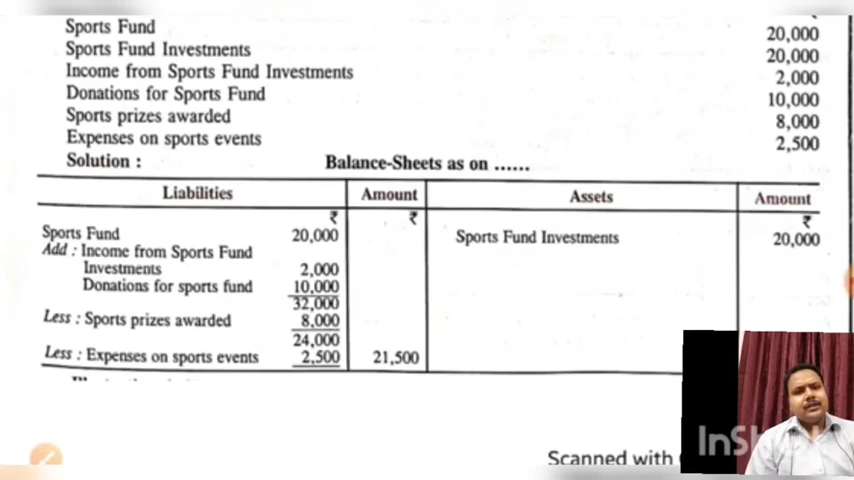 Sports Fund 20,000
Sports Fund Investments 20,000
Income from Sports Fund Investments 2,000
Donations for Sports Fund 10,000
Sports prizes awarded 8,000
Expenses on sports events 2,500
Solution : Balance-Sheets as on ......
Liabilities Amount Assets Amount
₹ ₹ ₹
Sports Fund 20,000 Sports Fund Investments 20,000
Add : Income from Sports Fund
Investments 2,000
Donations for sports fund 10,000
32,000
Less : Sports prizes awarded 8,000
24,000
Less : Expenses on sports events 2,500 21,500
Scanned with
InSh